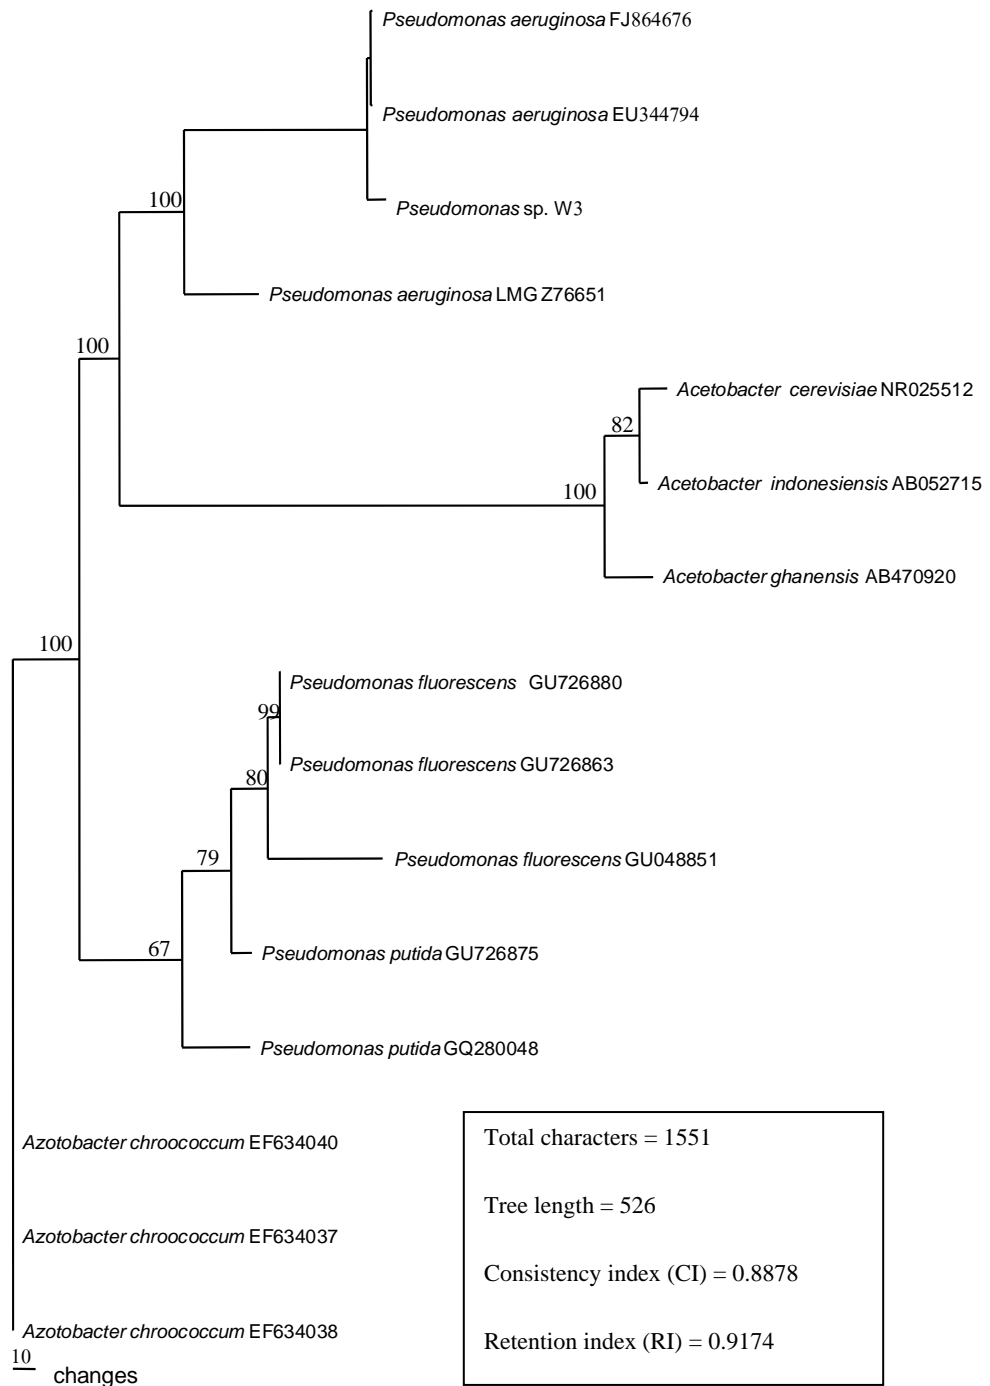 Pseudomonas aeruginosa FJ864676
Pseudomonas aeruginosa EU344794
100
Pseudomonas sp. W3
Pseudomonas aeruginosa LMG Z76651
100
Acetobacter cerevisiae NR025512
82
Acetobacter indonesiensis AB052715
100
Acetobacter ghanensis AB470920
100
Pseudomonas fluorescens GU726880
99
Pseudomonas fluorescens GU726863
80
Pseudomonas fluorescens GU048851
79
Pseudomonas putida GU726875
67
Pseudomonas putida GQ280048
Azotobacter chroococcum EF634040
Azotobacter chroococcum EF634037
Azotobacter chroococcum EF634038
10
changes
Total characters = 1551
Tree length = 526
Consistency index (CI) = 0.8878
Retention index (RI) = 0.9174